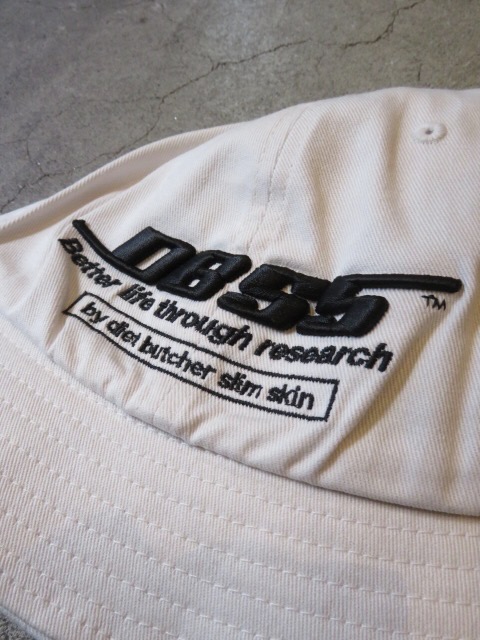 DBSS
TM
Better life through research
by diet butcher slim skin